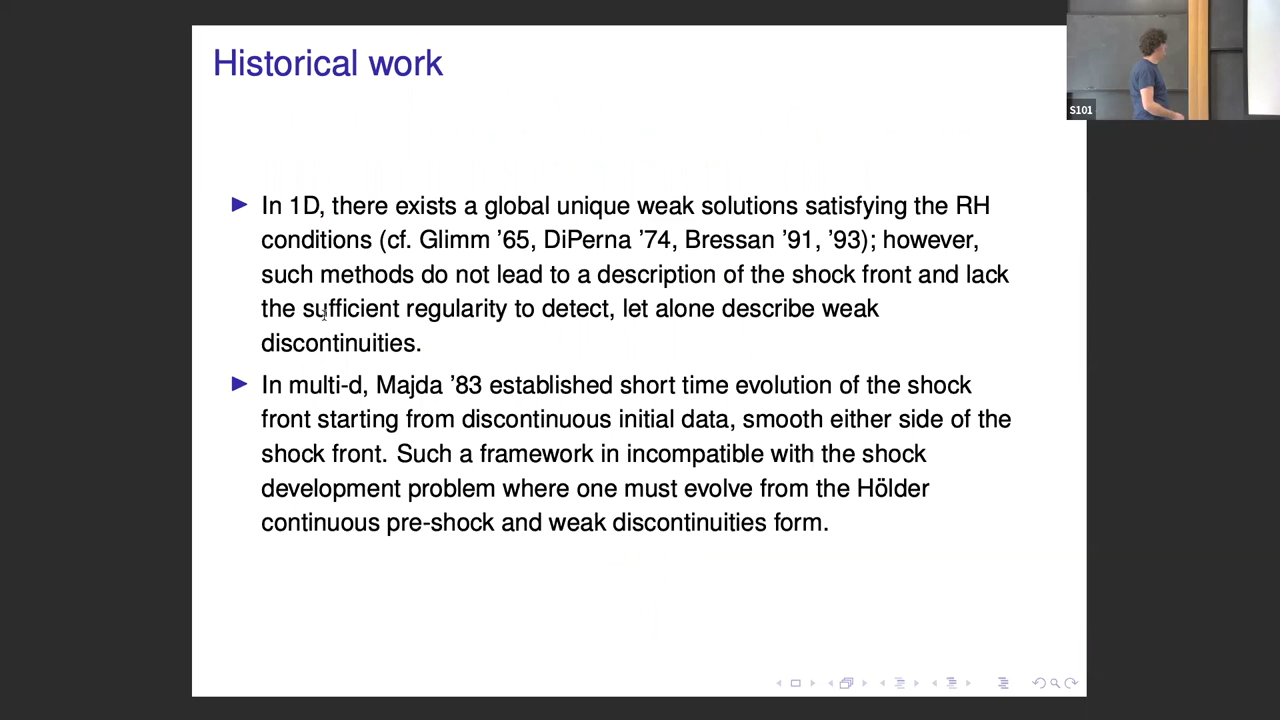 Historical work
S101
In 1D, there exists a global unique weak solutions satisfying the RH
conditions (cf. Glimm ’65, DiPerna ’74, Bressan ’91, ’93); however,
such methods do not lead to a description of the shock front and lack
the sufficient regularity to detect, let alone describe weak
discontinuities.
In multi-d, Majda ’83 established short time evolution of the shock
front starting from discontinuous initial data, smooth either side of the
shock front. Such a framework in incompatible with the shock
development problem where one must evolve from the Hölder
continuous pre-shock and weak discontinuities form.